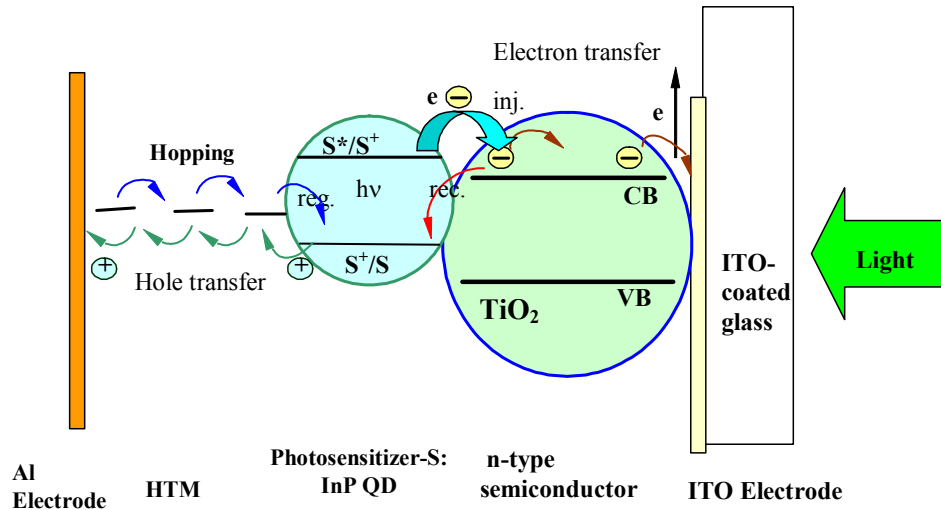 Electron transfer
e
inj.
e
S*/S⁺
Hopping
hν
reg.
rec.
CB
S⁺/S
Hole transfer
VB
TiO₂
ITO-
coated
glass
Light
Al
Electrode
HTM
Photosensitizer-S:
InP QD
n-type
semiconductor
ITO Electrode